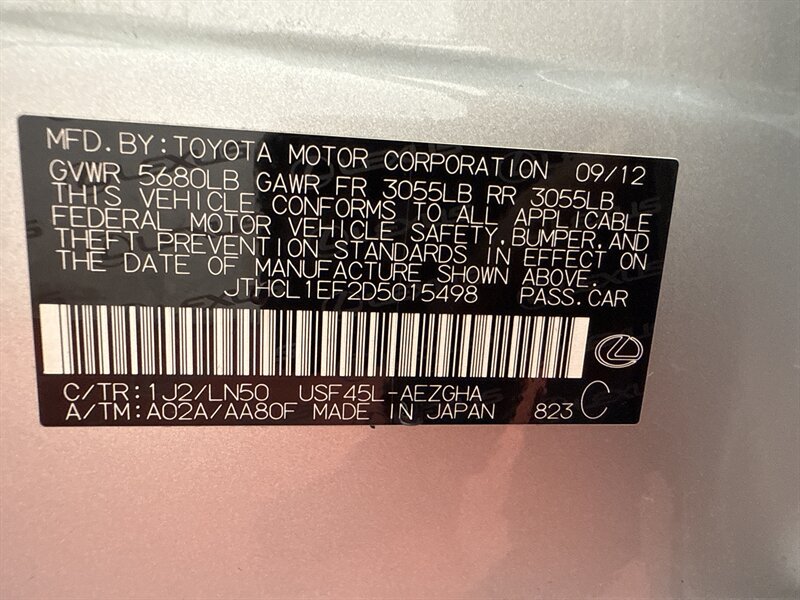 MFD. BY: TOYOTA MOTOR CORPORATION 09/12
GVWR 5680LB GAWR FR 3055LB RR 3055LB
THIS VEHICLE CONFORMS TO ALL APPLICABLE
FEDERAL MOTOR VEHICLE SAFETY, BUMPER, AND
THEFT PREVENTION STANDARDS IN EFFECT ON
THE DATE OF MANUFACTURE SHOWN ABOVE.
JTHCL1EF2D5015498 PASS.CAR
C/TR: 1J2/LN50 USF45L-AEZGHA
A/TM: A02A/AA80F MADE IN JAPAN 823 C